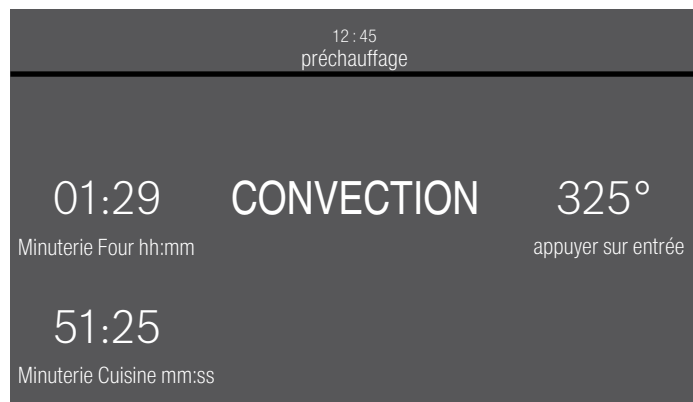 12:45
préchauffage
01:29 CONVECTION 325°
Minuterie Four hh:mm appuyer sur entrée
51:25
Minuterie Cuisine mm:ss